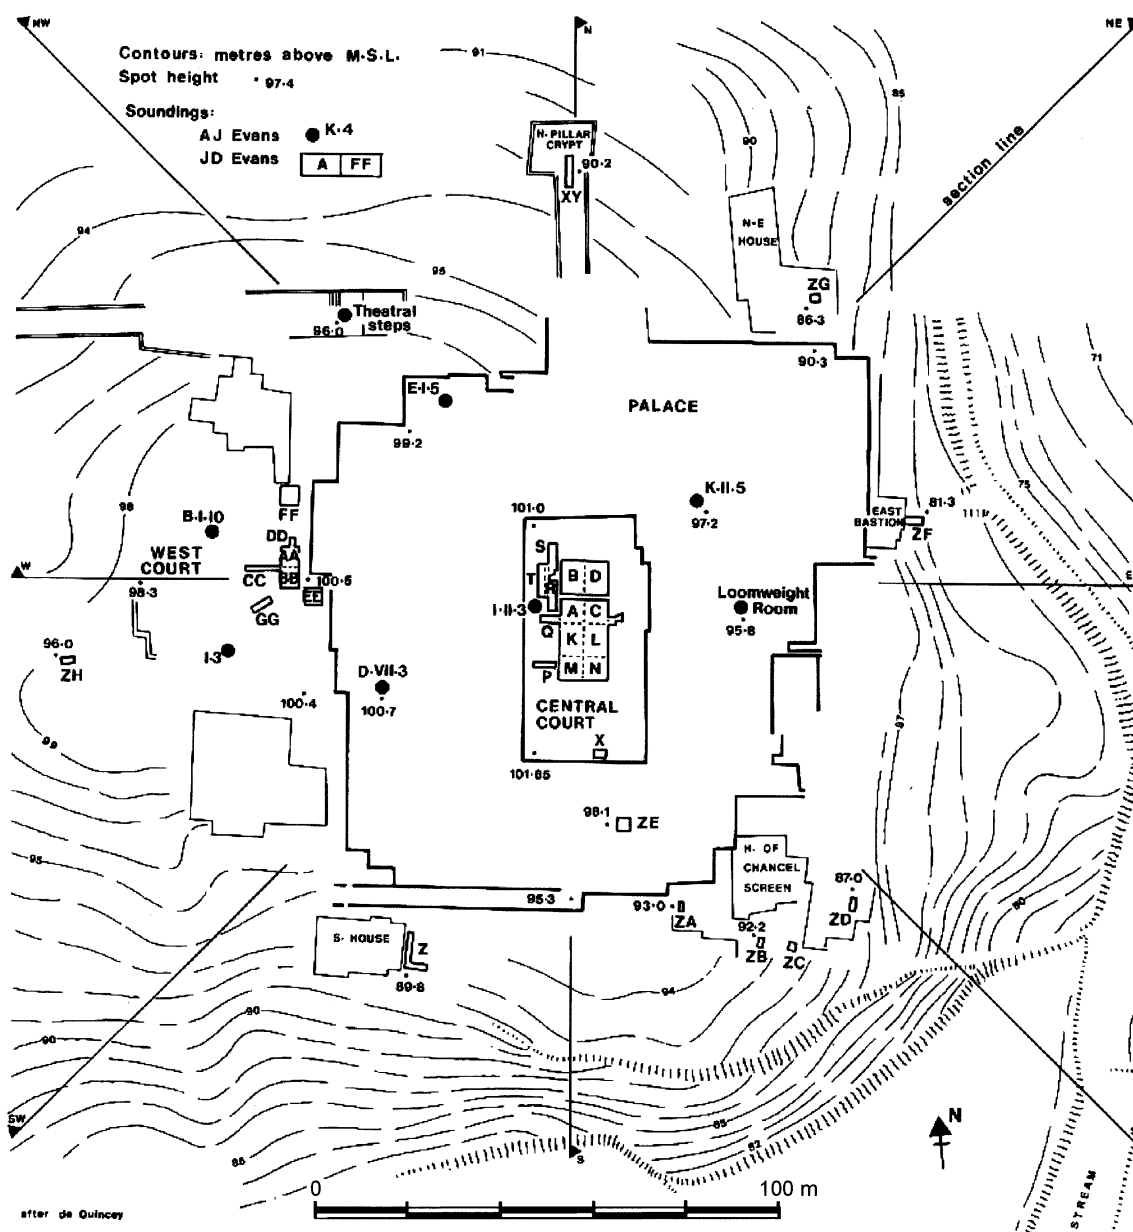 NW
N
NE
Contours: metres above M.S.L.
Spot height · 97·4
Soundings:
AJ Evans K·4
JD Evans A FF
91
85
90
N· PILLAR
CRYPT
90·2
XY
section line
N·E
HOUSE
94
95
ZG
86·3
Theatral
steps
96·0
90·3
71
E·I·5
PALACE
99·2
98
75
K·II·5
97·2
101·0
81·3
EAST
BASTION
ZF
FF
B·I·10
DD
AA
WEST
COURT
BB
CC
100·5
EE
GG
W
98·3
E
S
T
B D
R
I·II·3
A C
Q
K L
M N
P
Loomweight
Room
95·8
96·0
ZH
I·3
D·VII·3
100·7
100·4
CENTRAL
COURT
X
101·85
99
97
98·1
ZE
95
H· OF
CHANCEL
SCREEN
87·0
ZD
80
95·3
93·0
ZA
92·2
ZB
ZC
S· HOUSE
Z
89·8
94
90
90
SW
85
85
82
S
N
STREAM
0 100 m
after de Quincey